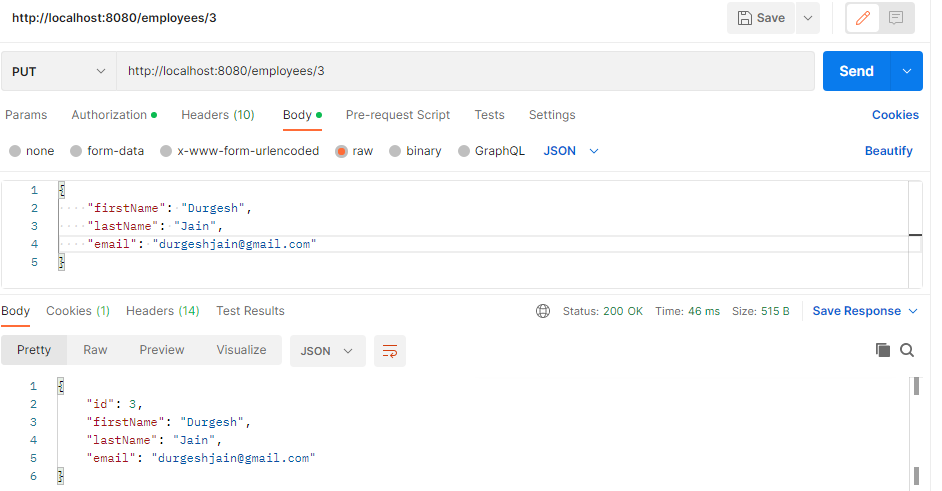 http://localhost:8080/employees/3 Save
PUT http://localhost:8080/employees/3 Send
Params Authorization Headers (10) Body Pre-request Script Tests Settings Cookies
none form-data x-www-form-urlencoded raw binary GraphQL JSON Beautify
1 {
2 "firstName": "Durgesh",
3 "lastName": "Jain",
4 "email": "durgeshjain@gmail.com"
5 }
Body Cookies (1) Headers (14) Test Results Status: 200 OK Time: 46 ms Size: 515 B Save Response
Pretty Raw Preview Visualize JSON
1 {
2 "id": 3,
3 "firstName": "Durgesh",
4 "lastName": "Jain",
5 "email": "durgeshjain@gmail.com"
6 }